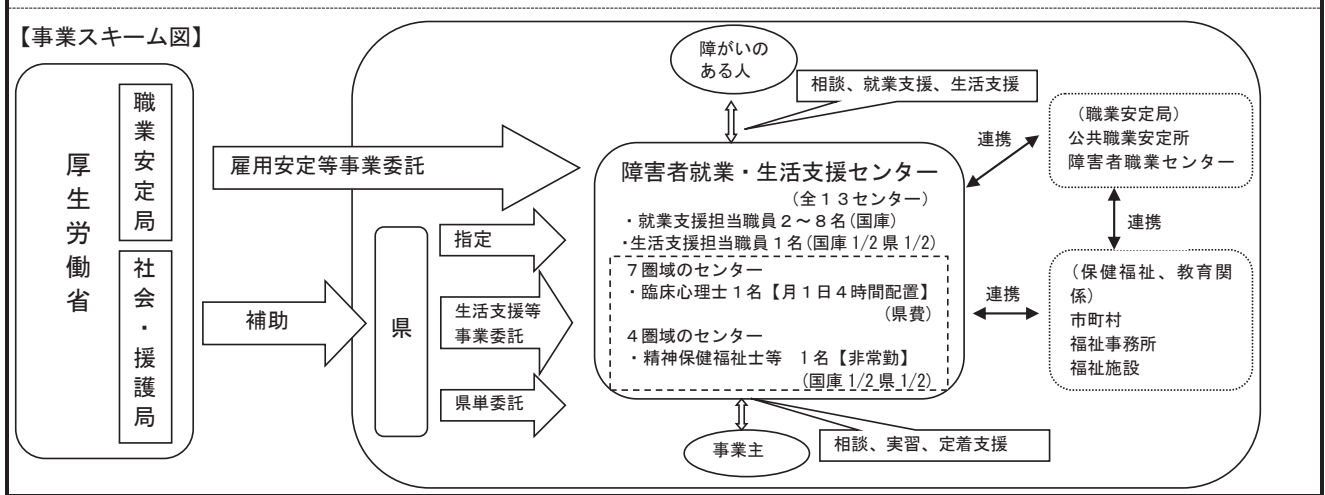 【事業スキーム図】
厚生労働省
職業安定局
社会・援護局
雇用安定等事業委託
補助
県
指定
生活支援等
事業委託
県単委託
障がいの
ある人
相談、就業支援、生活支援
障害者就業・生活支援センター
(全13センター)
・就業支援担当職員2~8名(国庫)
・生活支援担当職員1名(国庫 1/2 県 1/2)
7圏域のセンター
・臨床心理士1名【月1日4時間配置】
(県費)
4圏域のセンター
・精神保健福祉士等 1名【非常勤】
(国庫 1/2 県 1/2)
事業主
相談、実習、定着支援
連携
(職業安定局)
公共職業安定所
障害者職業センター
連携
連携
(保健福祉、教育関
係)
市町村
福祉事務所
福祉施設